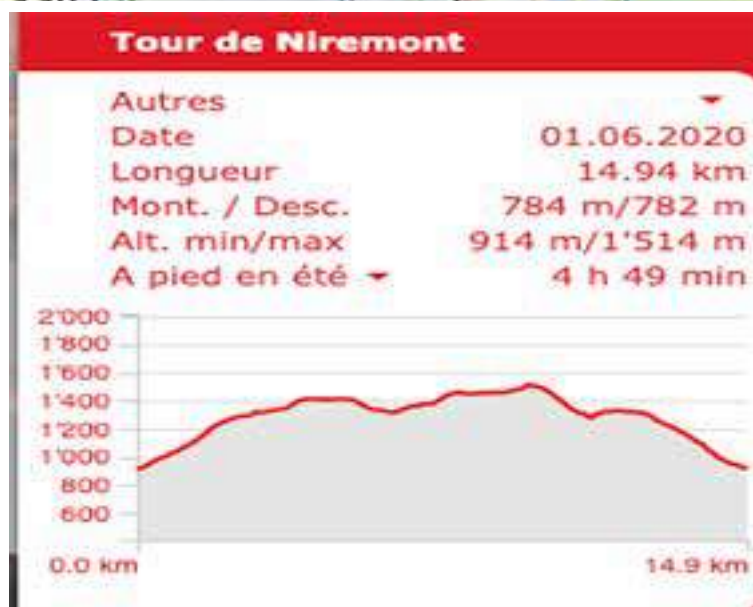 Tour de Niremont
Autres
Date 01.06.2020
Longueur 14.94 km
Mont. / Desc. 784 m/782 m
Alt. min/max 914 m/1'514 m
A pied en été 4 h 49 min
2'000
1'800
1'600
1'400
1'200
1'000
800
600
0.0 km 14.9 km